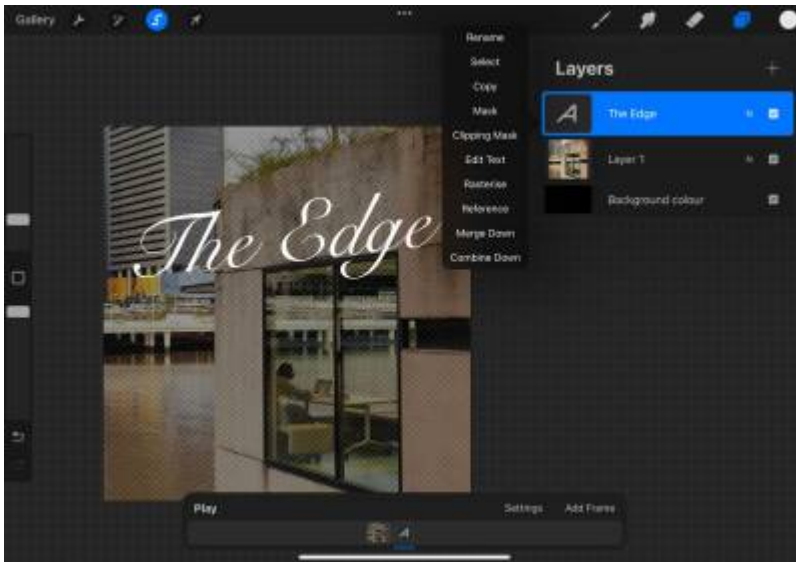 Gallery
Rename
Select
Copy
Mask
Clipping Mask
Edit Text
Rasterise
Reference
Merge Down
Combine Down
Layers
The Edge
N
Layer 1
N
Background colour
The Edge
Play
Settings
Add Frame